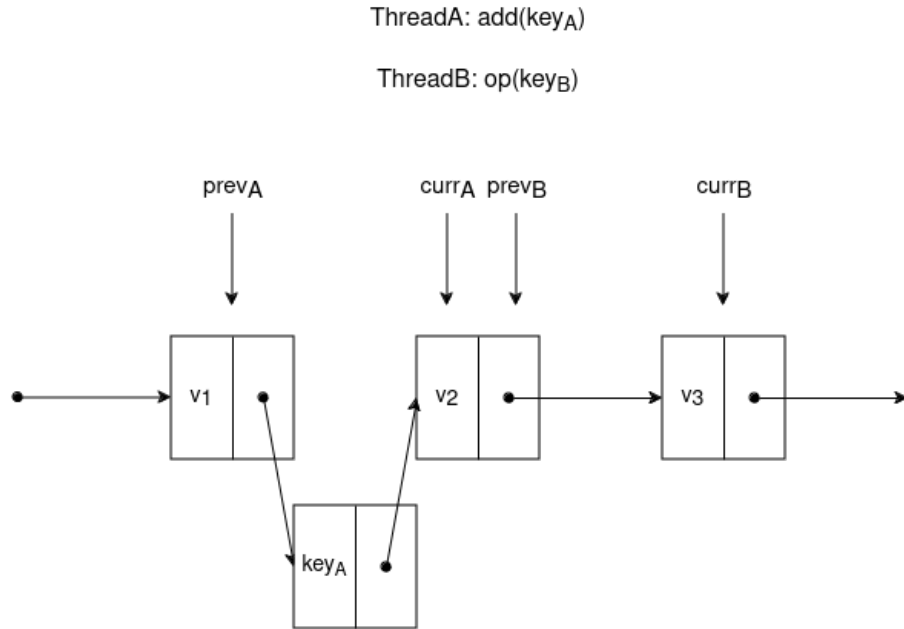 ThreadA: add(keyA)
ThreadB: op(keyB)
prevA currA prevB currB
v1 v2 v3
keyA